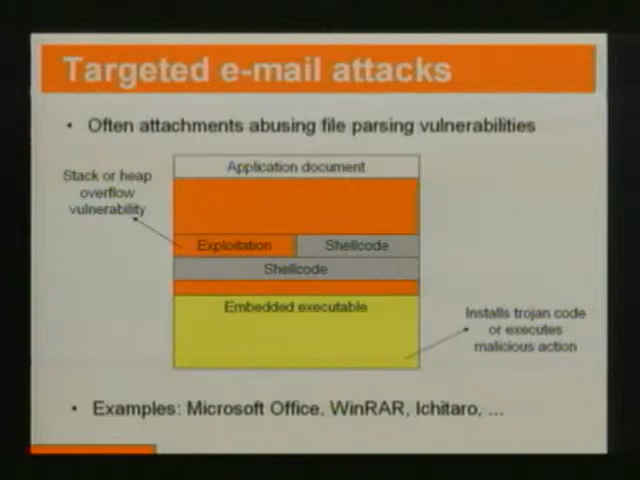 Targeted e-mail attacks
• Often attachments abusing file parsing vulnerabilities
Application document
Stack or heap
overflow
vulnerability
Exploitation
Shellcode
Shellcode
Embedded executable
Installs trojan code
or executes
malicious action
• Examples: Microsoft Office, WinRAR, Ichitaro, ...